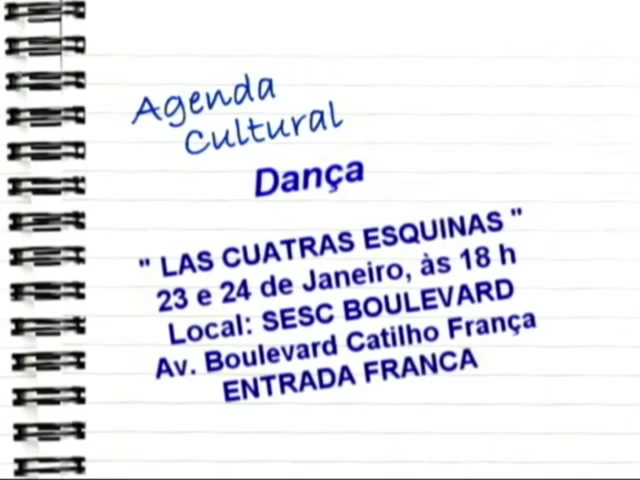 Agenda
Cultural
Dança
" LAS CUATRAS ESQUINAS "
23 e 24 de Janeiro, às 18 h
Local: SESC BOULEVARD
Av. Boulevard Catilho França
ENTRADA FRANCA